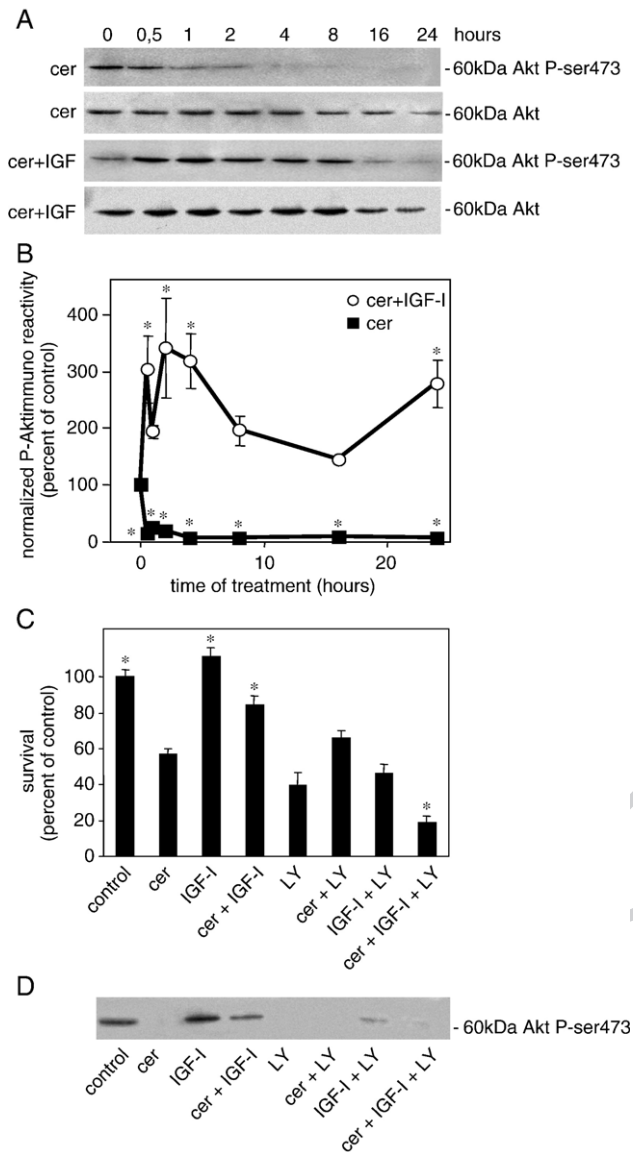 A
0 0,5 1 2 4 8 16 24 hours
cer -60kDa Akt P-ser473
cer -60kDa Akt
cer+IGF -60kDa Akt P-ser473
cer+IGF -60kDa Akt
B
normalized P-Aktimmuno reactivity
(percent of control)
400
300
200
100
0
* * * * *
* * * * * * *
cer+IGF-I
cer
0 10 20
time of treatment (hours)
C
survival
(percent of control)
100
80
60
40
20
0
* * * *
control cer IGF-I cer + IGF-I LY cer + LY IGF-I + LY cer + IGF-I + LY
D
- 60kDa Akt P-ser473
control cer IGF-I cer + IGF-I LY cer + LY IGF-I + LY cer + IGF-I + LY